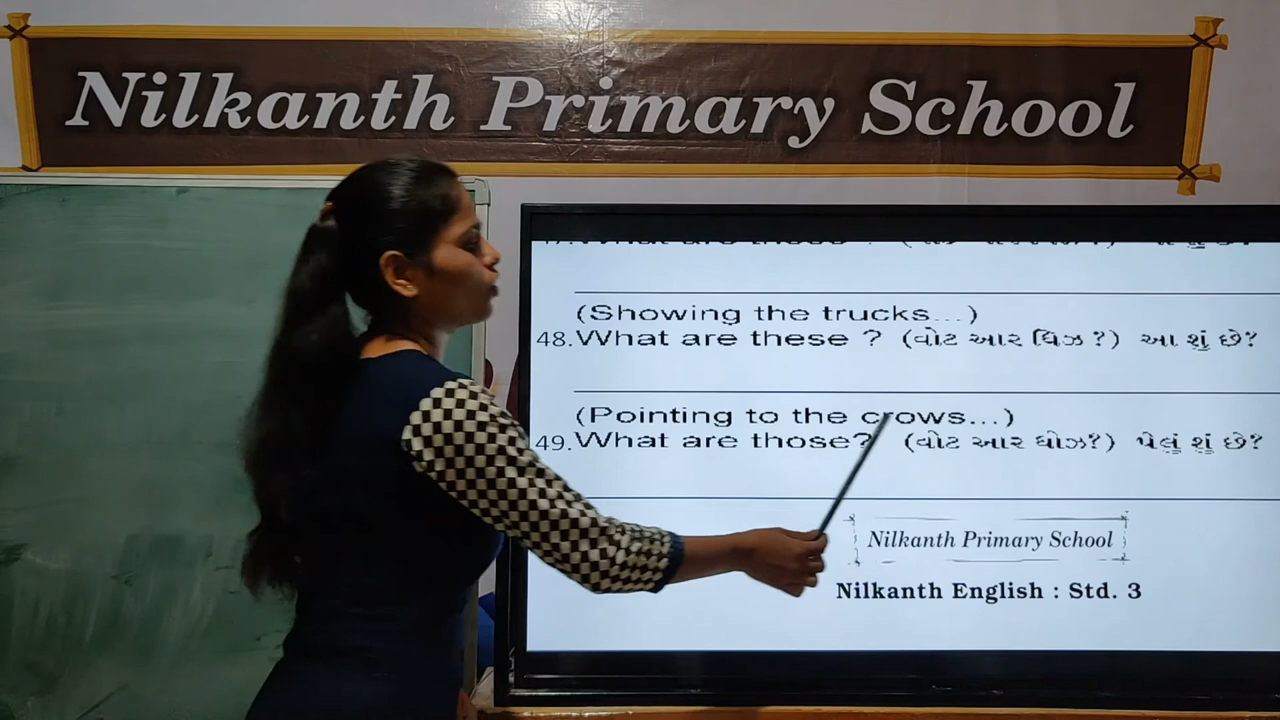 Nilkanth Primary School
(Showing the trucks...)
48. What are these ? (વોટ આર ધિઝ ?) આ શું છે?
(Pointing to the crows...)
49. What are those? (વોટ આર ધોઝ?) પેલું શું છે?
Nilkanth Primary School
Nilkanth English : Std. 3